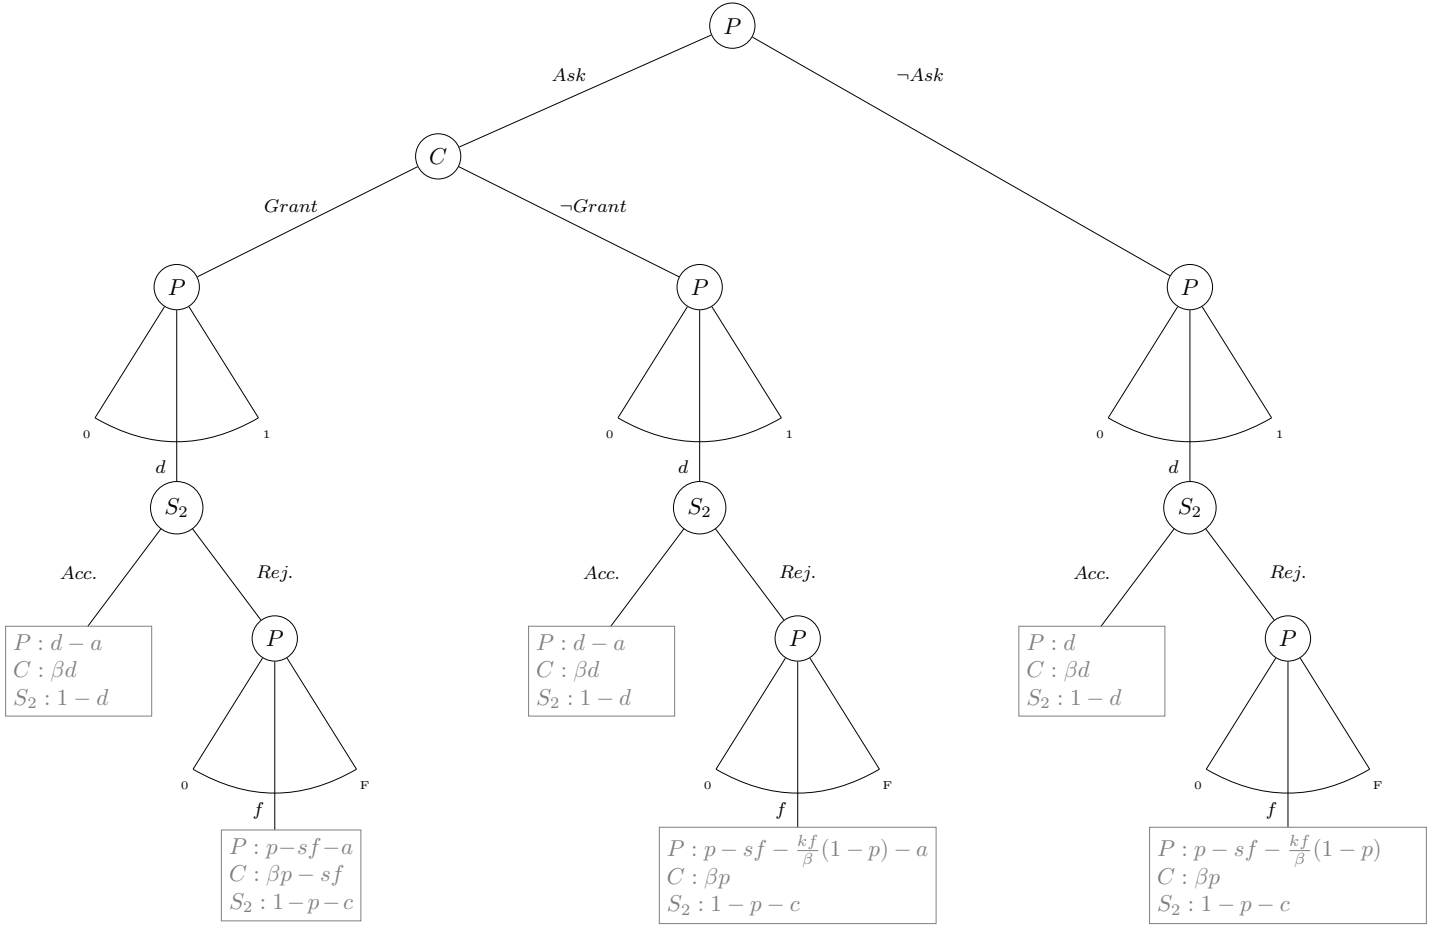 P
Ask
¬Ask
C
Grant
¬Grant
P
P
P
0
1
0
1
0
1
d
d
d
S₂
S₂
S₂
Acc.
Rej.
Acc.
Rej.
Acc.
Rej.
P : d − a
C : βd
S₂ : 1 − d
P
P : d − a
C : βd
S₂ : 1 − d
P
P : d
C : βd
S₂ : 1 − d
P
0
F
0
F
0
F
f
f
f
P : p−sf−a
C : βp − sf
S₂ : 1−p−c
P : p − sf − kf/β(1 − p) − a
C : βp
S₂ : 1 − p − c
P : p − sf − kf/β(1 − p)
C : βp
S₂ : 1 − p − c